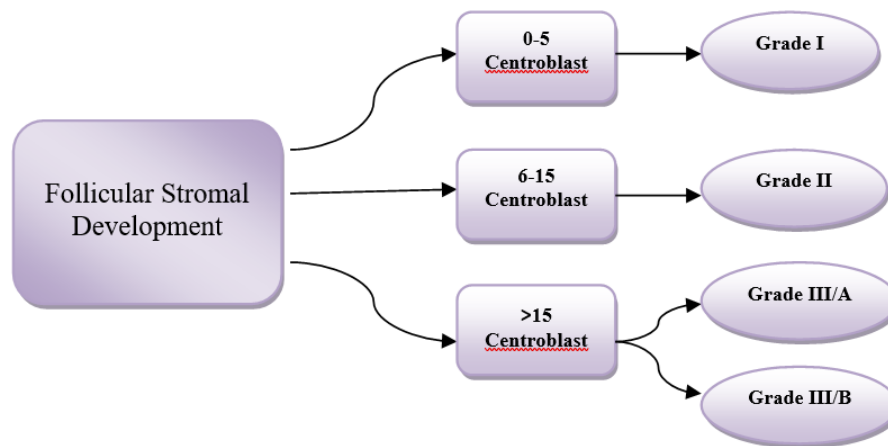 Follicular Stromal
Development
0-5
Centroblast
Grade I
6-15
Centroblast
Grade II
>15
Centroblast
Grade III/A
Grade III/B